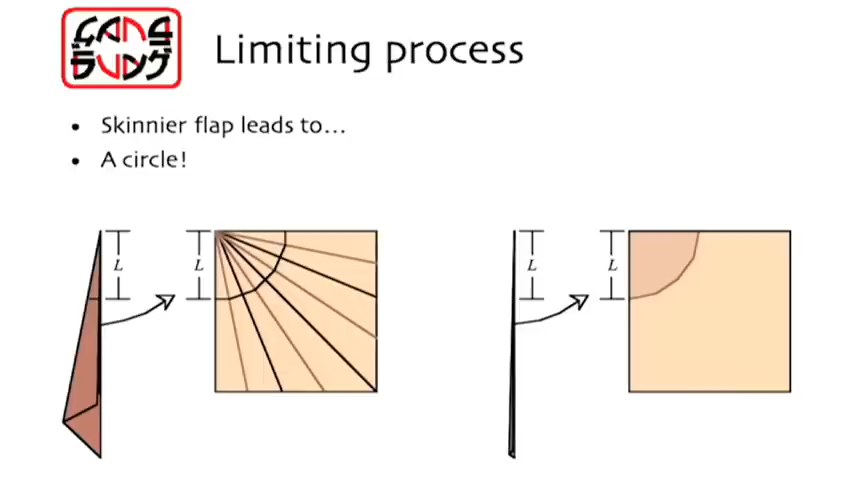 Limiting process
• Skinnier flap leads to...
• A circle!
L
L
L
L